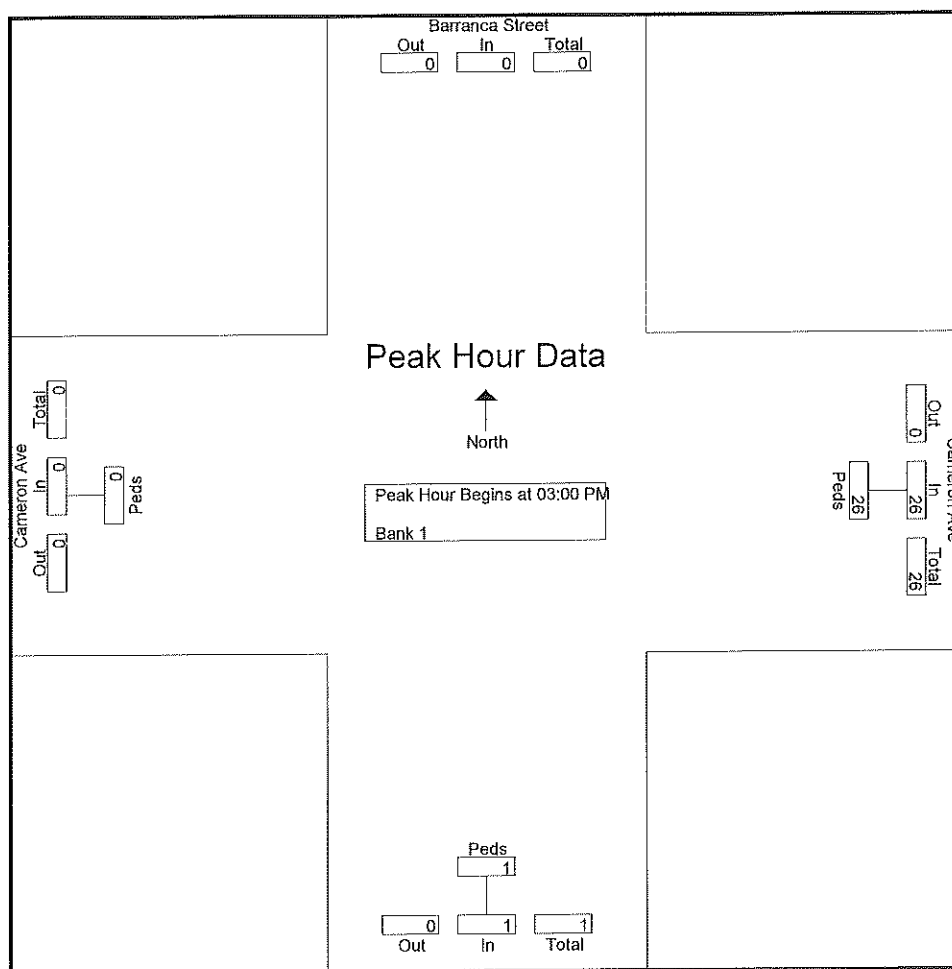 Barranca Street
Out In Total
0 0 0
Peak Hour Data
North
Peak Hour Begins at 03:00 PM
Bank 1
Cameron Ave
Out In Total
0 0 0
Peds
0
Cameron Ave
Out In Total
0 26 26
Peds
26
Peds
1
0 1 1
Out In Total